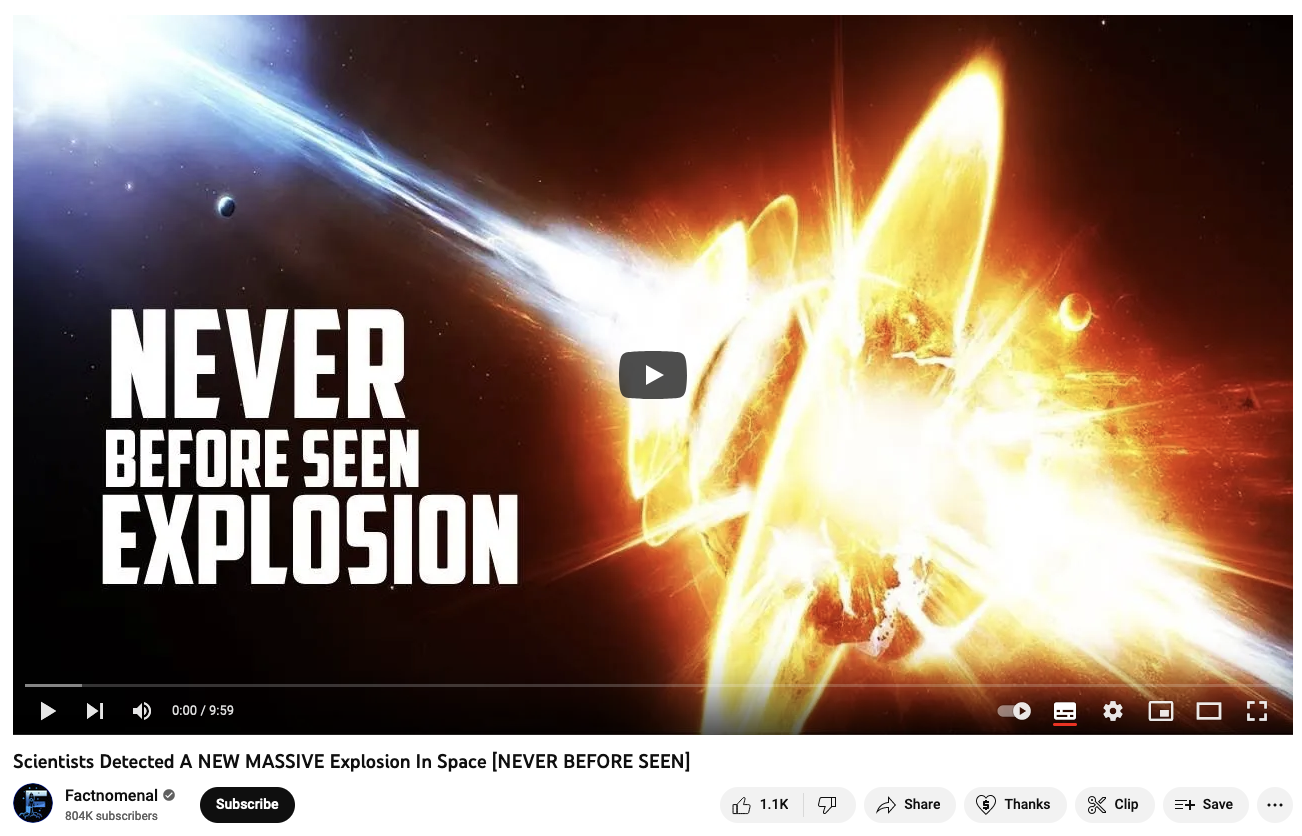 NEVER
BEFORE SEEN
EXPLOSION
0:00 / 9:59
Scientists Detected A NEW MASSIVE Explosion In Space [NEVER BEFORE SEEN]
Factnomenal
804K subscribers
Subscribe
1.1K
Share
Thanks
Clip
Save